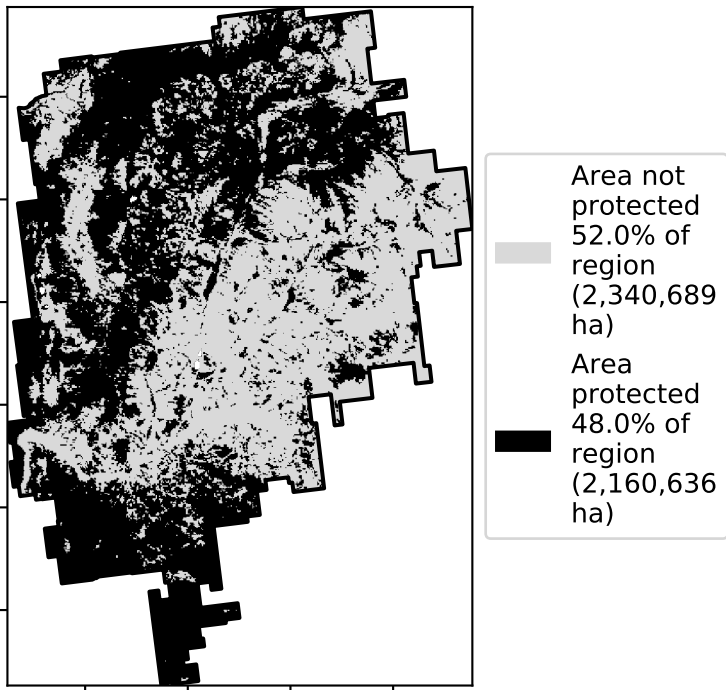 Area not
protected
52.0% of
region
(2,340,689
ha)
Area
protected
48.0% of
region
(2,160,636
ha)